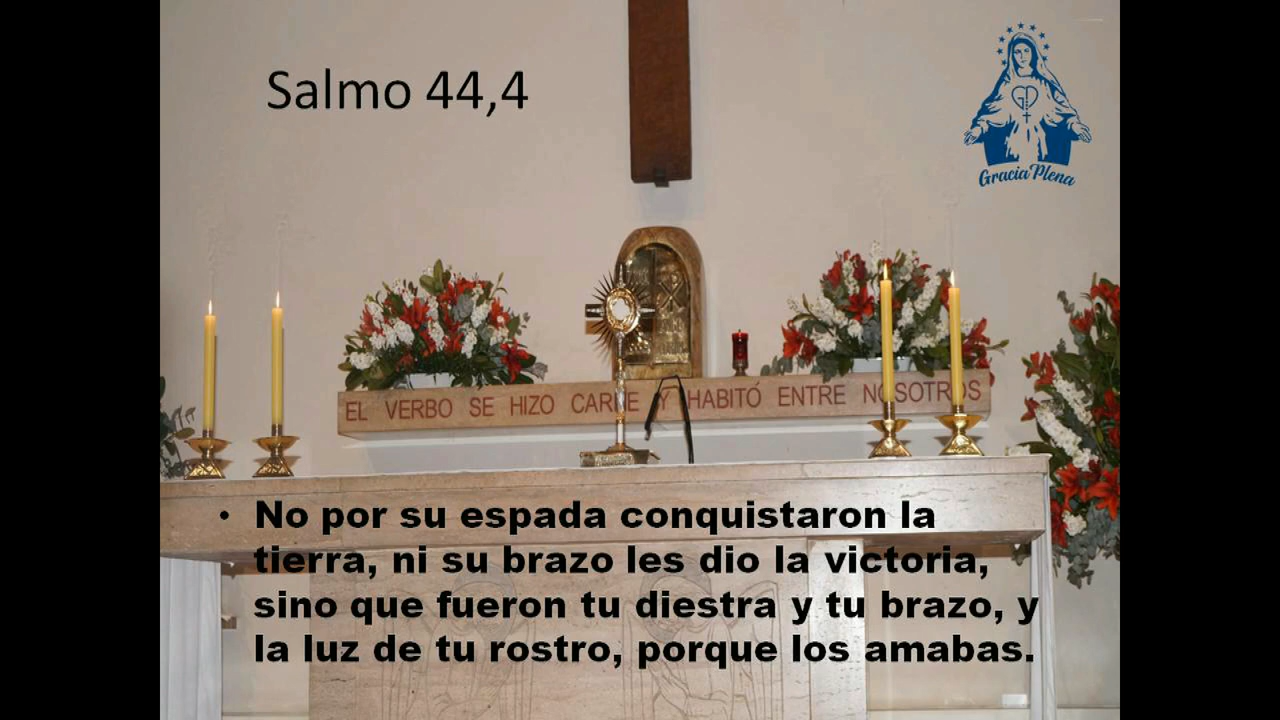 Salmo 44,4
Gracia Plena
EL VERBO SE HIZO CARNE Y HABITÓ ENTRE NOSOTROS
• No por su espada conquistaron la
tierra, ni su brazo les dio la victoria,
sino que fueron tu diestra y tu brazo, y
la luz de tu rostro, porque los amabas.